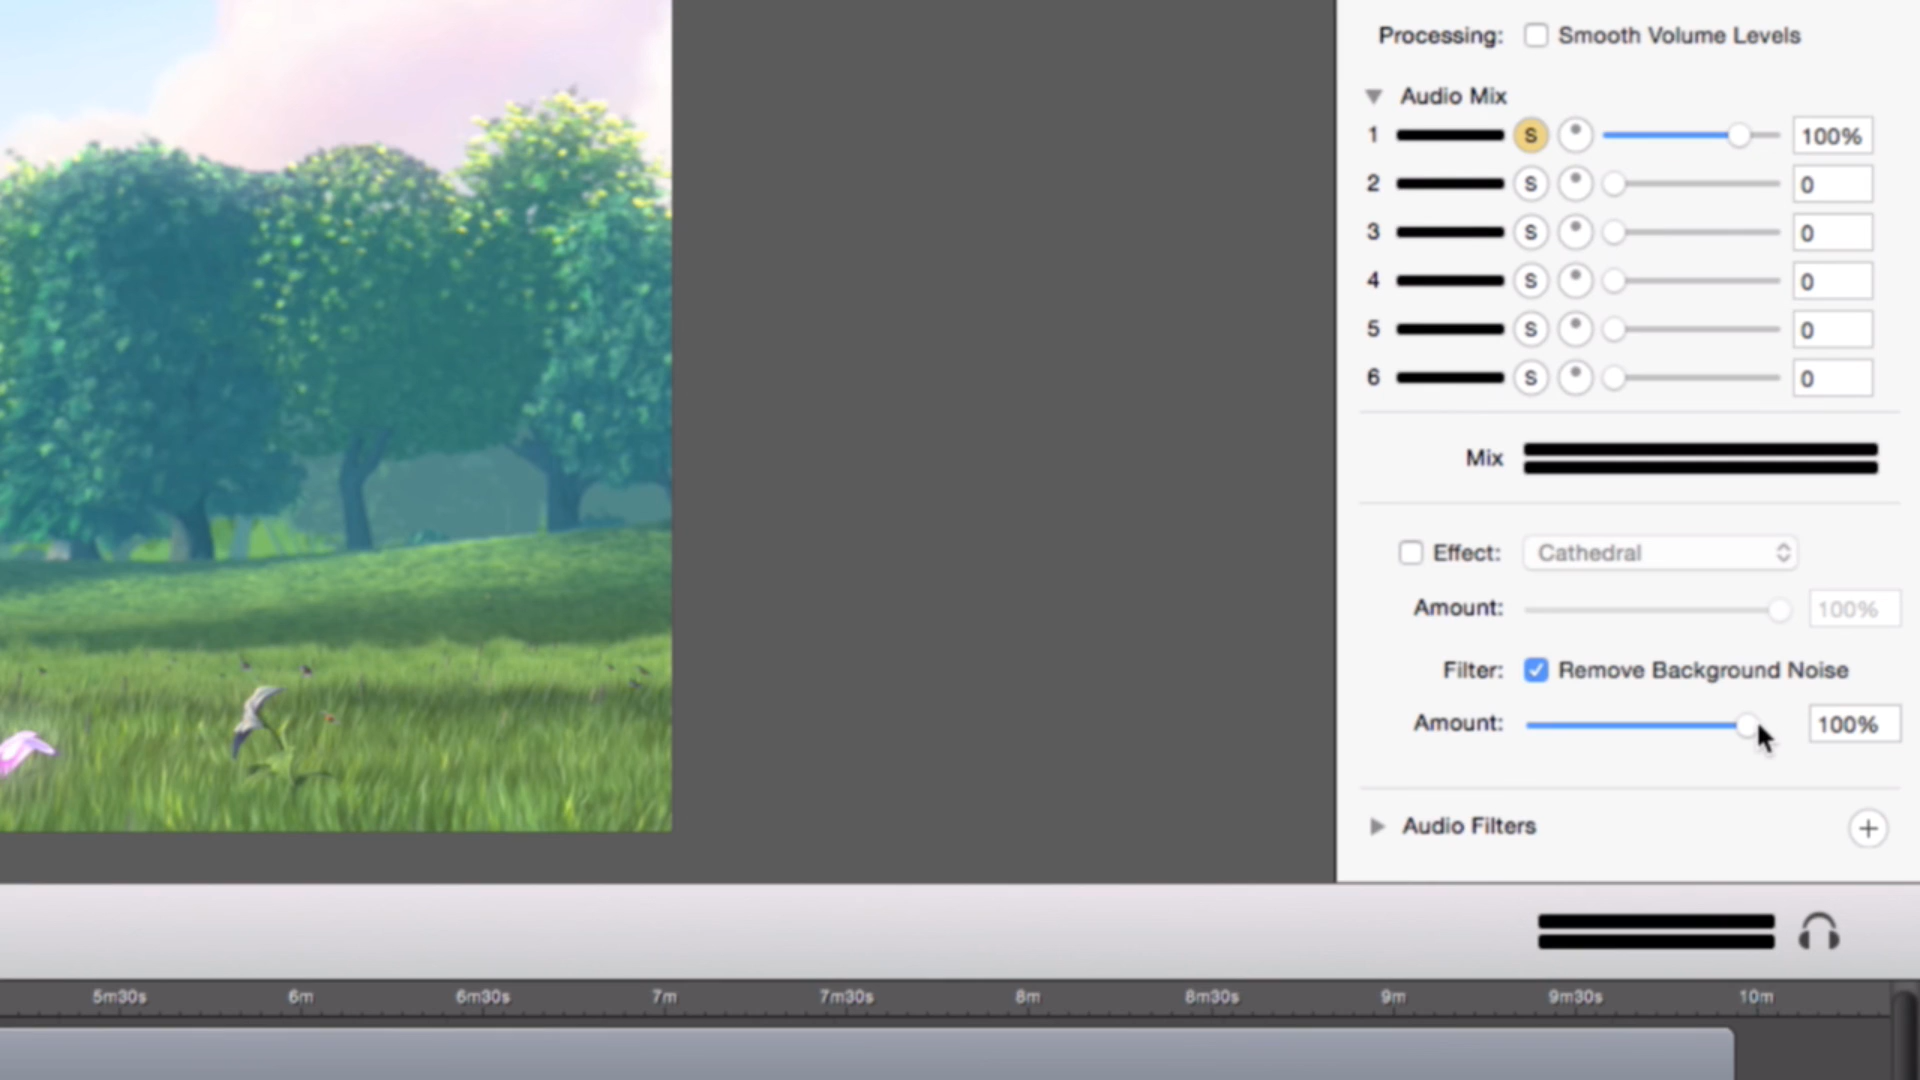 Processing: Smooth Volume Levels
Audio Mix
1 S 100%
2 S 0
3 S 0
4 S 0
5 S 0
6 S 0
Mix
Effect: Cathedral
Amount: 100%
Filter: Remove Background Noise
Amount: 100%
Audio Filters
5m30s 6m 6m30s 7m 7m30s 8m 8m30s 9m 9m30s 10m